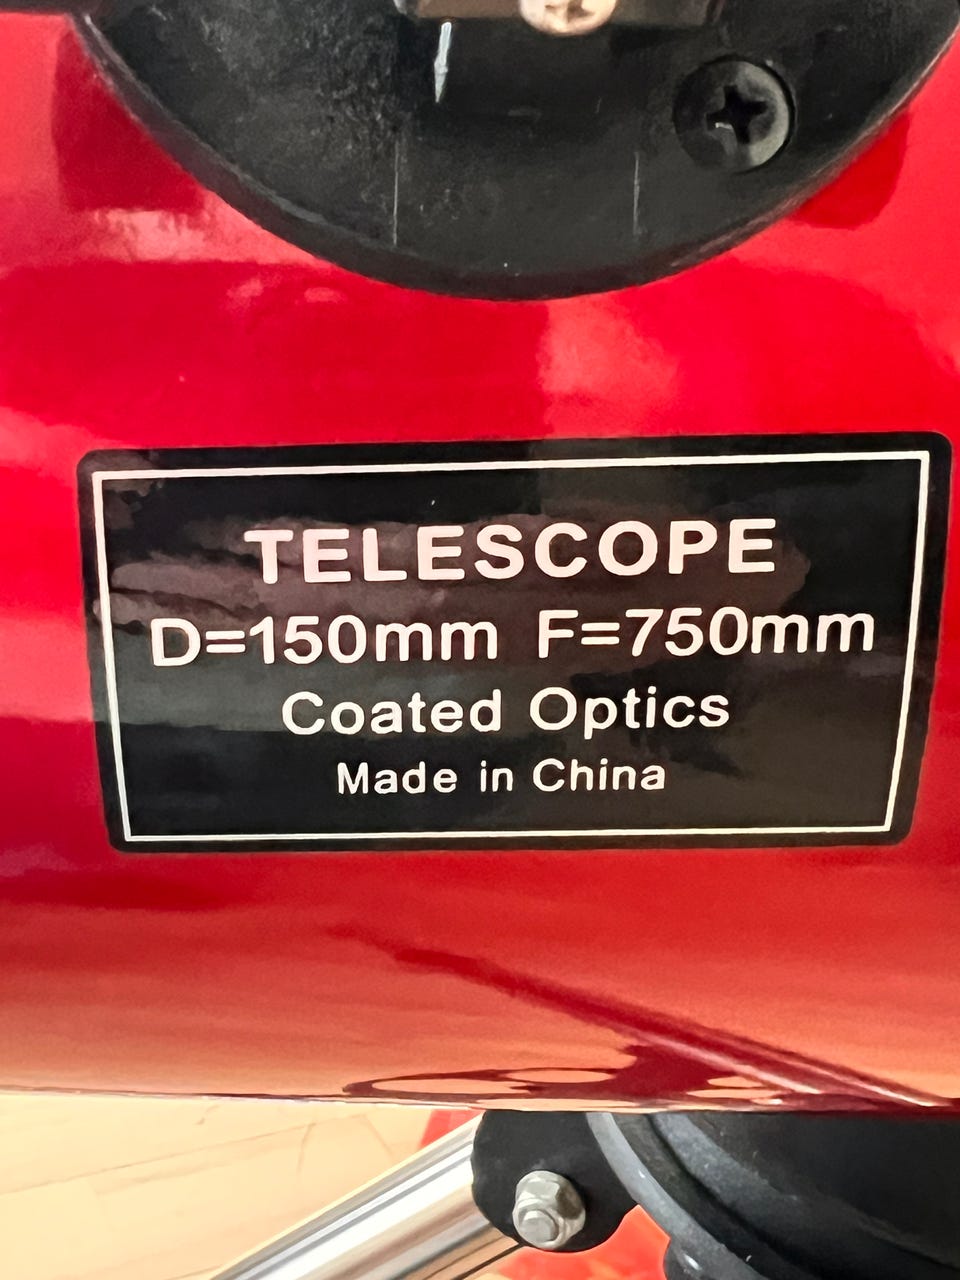 TELESCOPE
D=150mm F=750mm
Coated Optics
Made in China